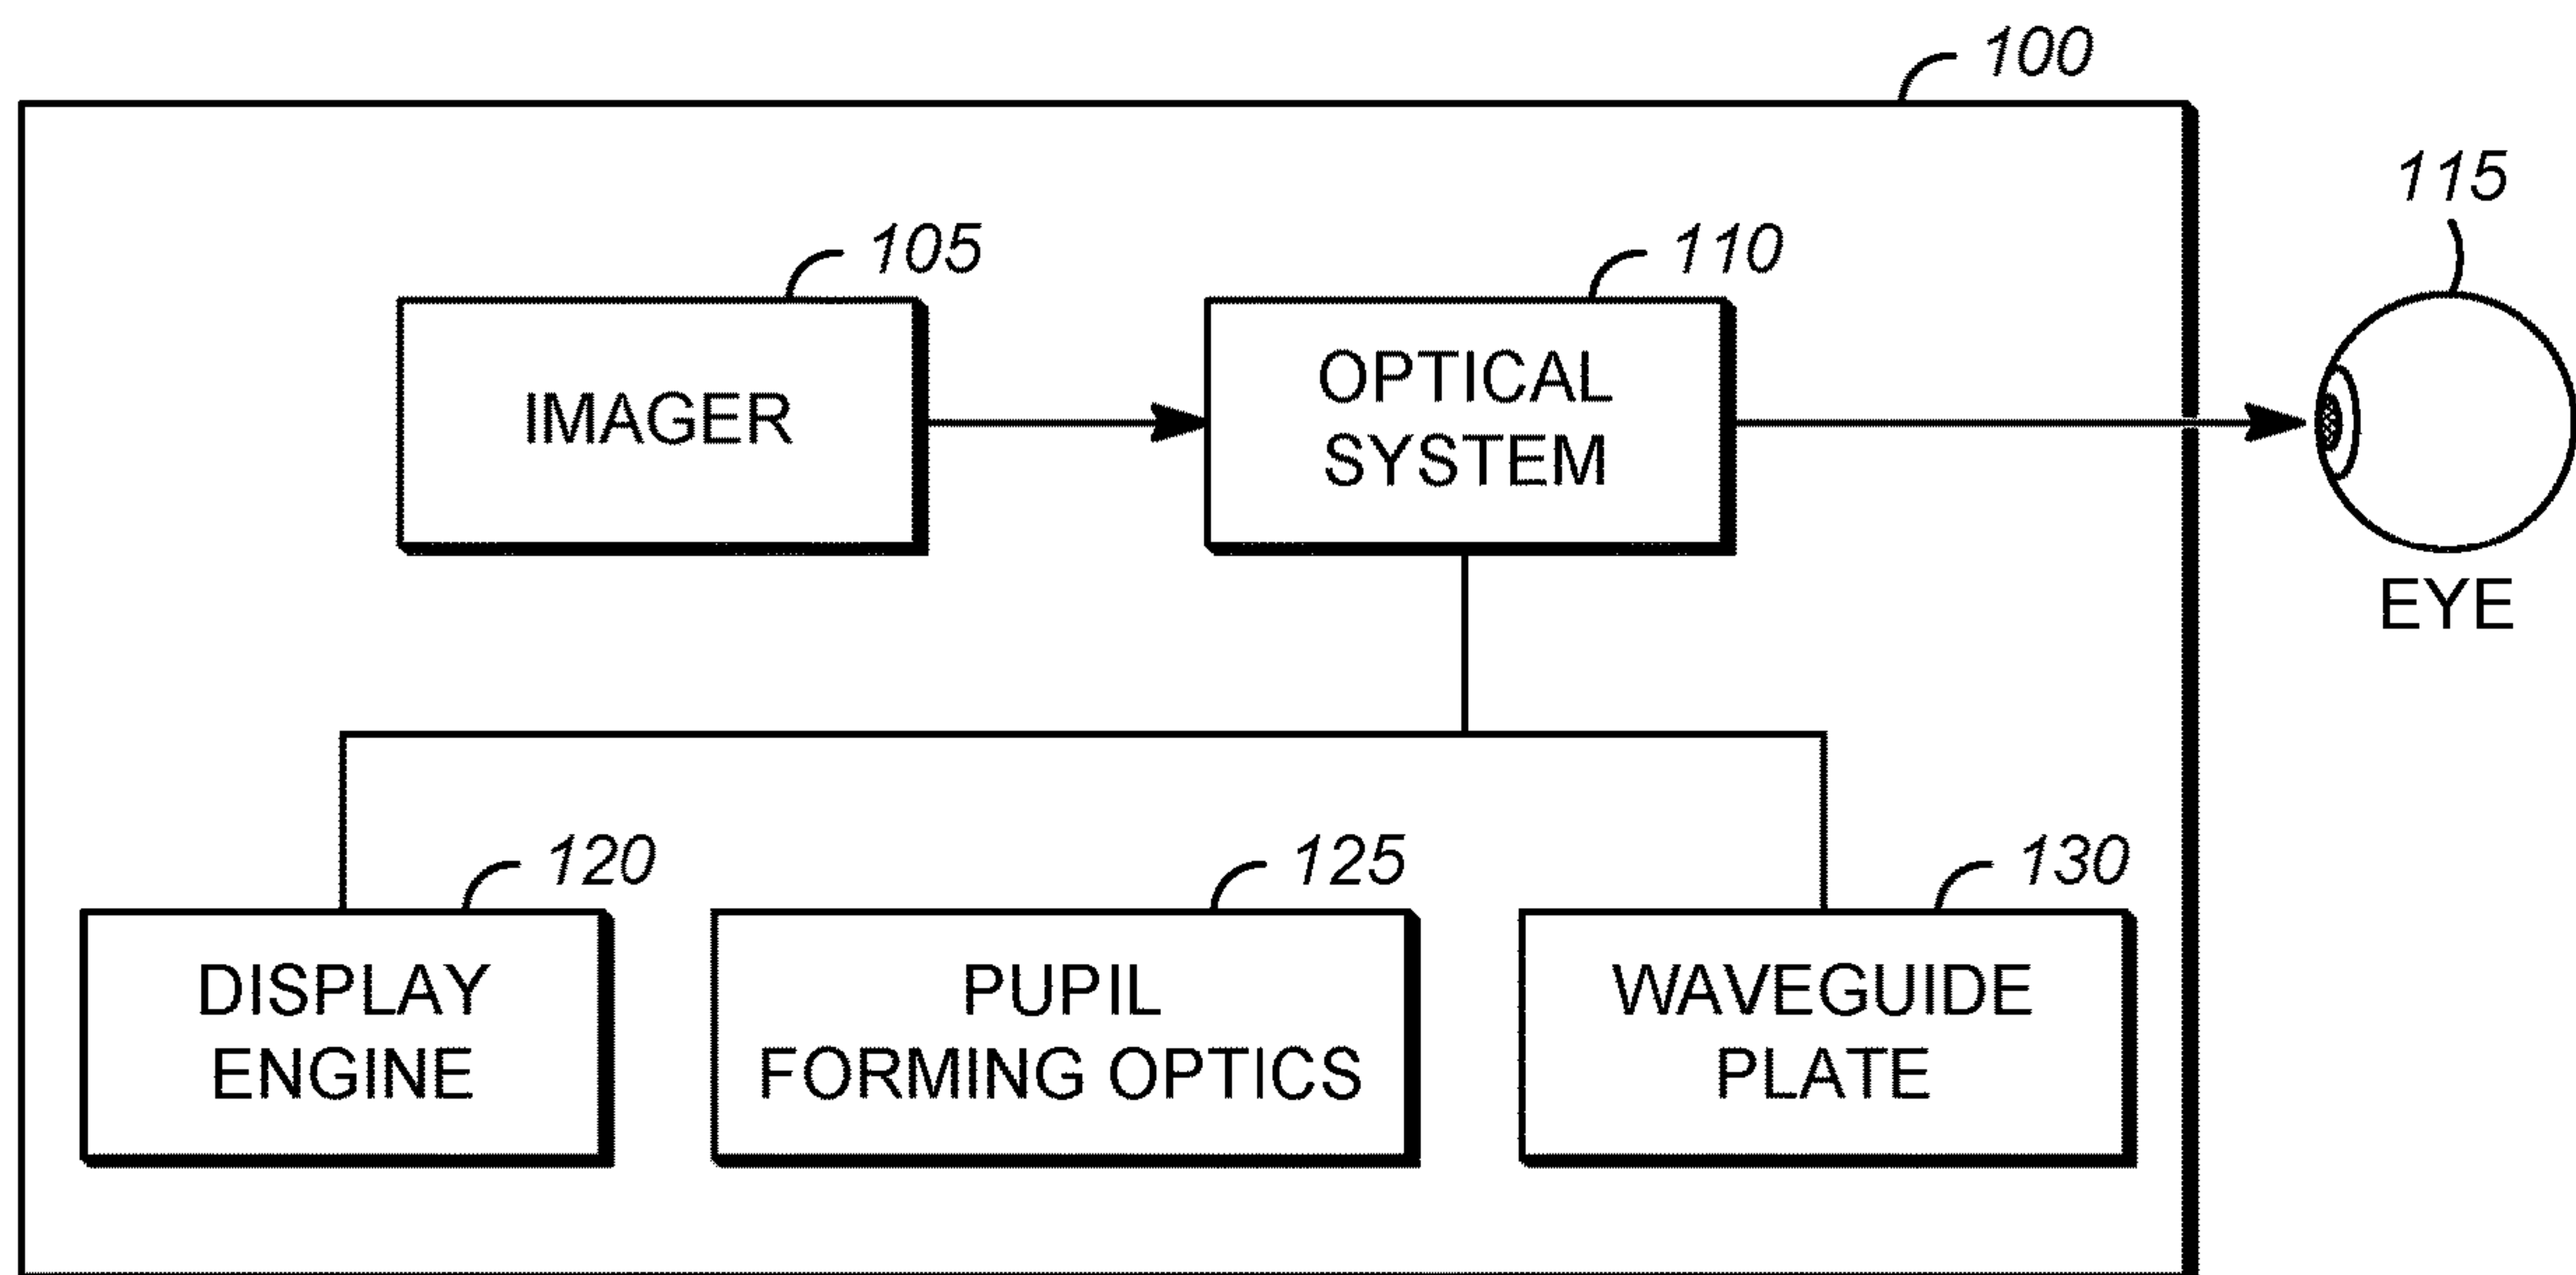 100
115
105
110
IMAGER
OPTICAL
SYSTEM
EYE
120
125
130
DISPLAY
ENGINE
PUPIL
FORMING OPTICS
WAVEGUIDE
PLATE